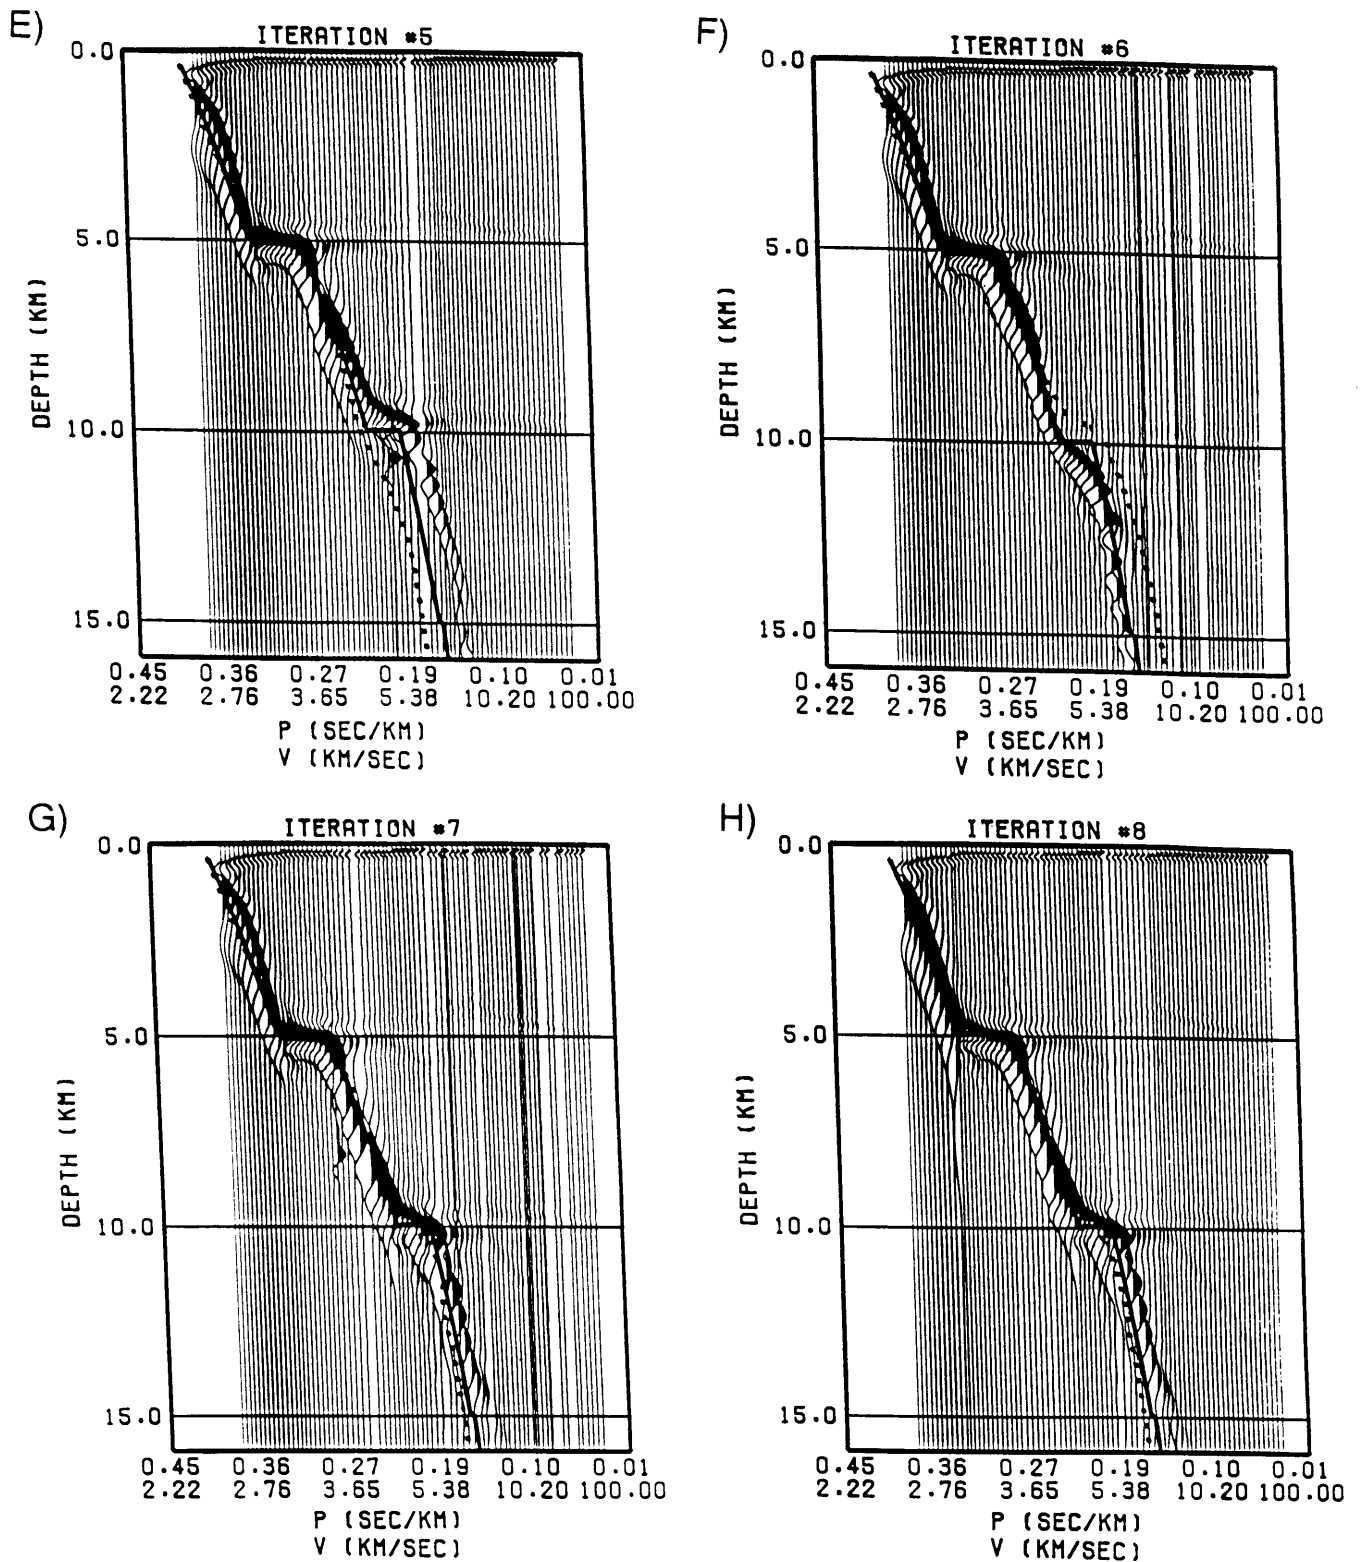 E)
ITERATION #5
0.0
5.0
10.0
15.0
DEPTH (KM)
0.45 0.36 0.27 0.19 0.10 0.01
2.22 2.76 3.65 5.38 10.20 100.00
P (SEC/KM)
V (KM/SEC)
F)
ITERATION #6
0.0
5.0
10.0
15.0
DEPTH (KM)
0.45 0.36 0.27 0.19 0.10 0.01
2.22 2.76 3.65 5.38 10.20 100.00
P (SEC/KM)
V (KM/SEC)
G)
ITERATION #7
0.0
5.0
10.0
15.0
DEPTH (KM)
0.45 0.36 0.27 0.19 0.10 0.01
2.22 2.76 3.65 5.38 10.20 100.00
P (SEC/KM)
V (KM/SEC)
H)
ITERATION #8
0.0
5.0
10.0
15.0
DEPTH (KM)
0.45 0.36 0.27 0.19 0.10 0.01
2.22 2.76 3.65 5.38 10.20 100.00
P (SEC/KM)
V (KM/SEC)